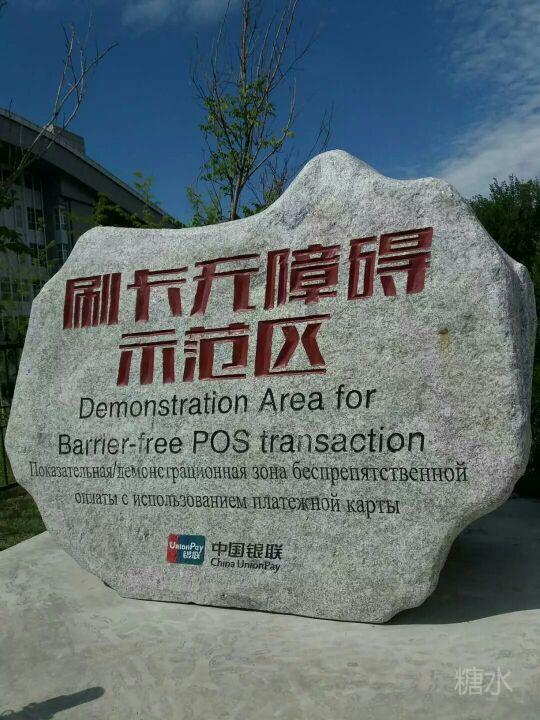 刷卡无障碍
示范区
Demonstration Area for
Barrier-free POS transaction
Показательная/демонстрационная зона беспрепятственной
оплаты с использованием платежной карты
UnionPay
银联
中国银联
China UnionPay
糖水